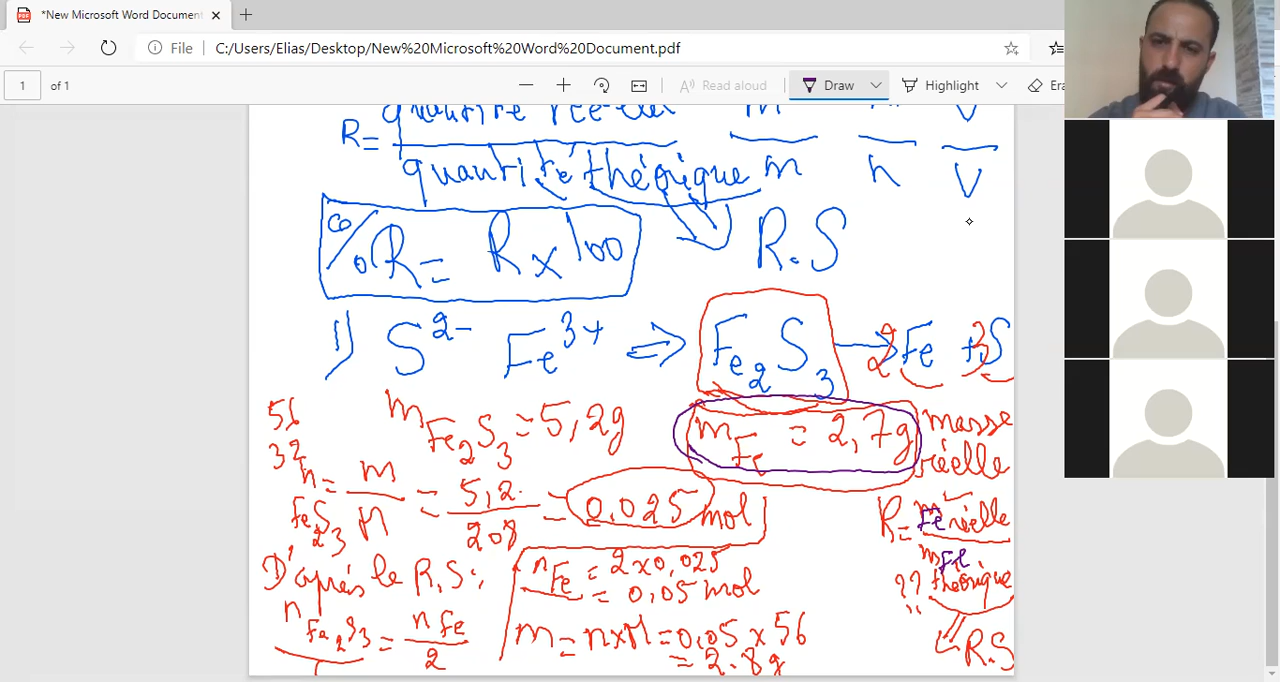 *New Microsoft Word Document
File C:/Users/Elias/Desktop/New%20Microsoft%20Word%20Document.pdf
1 of 1 Read aloud Draw Highlight Era
R = quantité réelle m n V
quantité théorique m n V
%R = R x 100 R.S
1) S2- Fe3+ => Fe2S3 → 2Fe + 3S
56
32
mFe2S3 = 5,2g
mFe = 2,7g masse réelle
nFe2S3 = m/M = 5,2/208 = 0,025 mol
R = mFe réelle
mFe théorique
??
R.S
D'après le R.S:
nFe2S3 = nFe/2
nFe = 2x0,025
= 0,05 mol
m = nxM = 0,05 x 56
= 2.8g